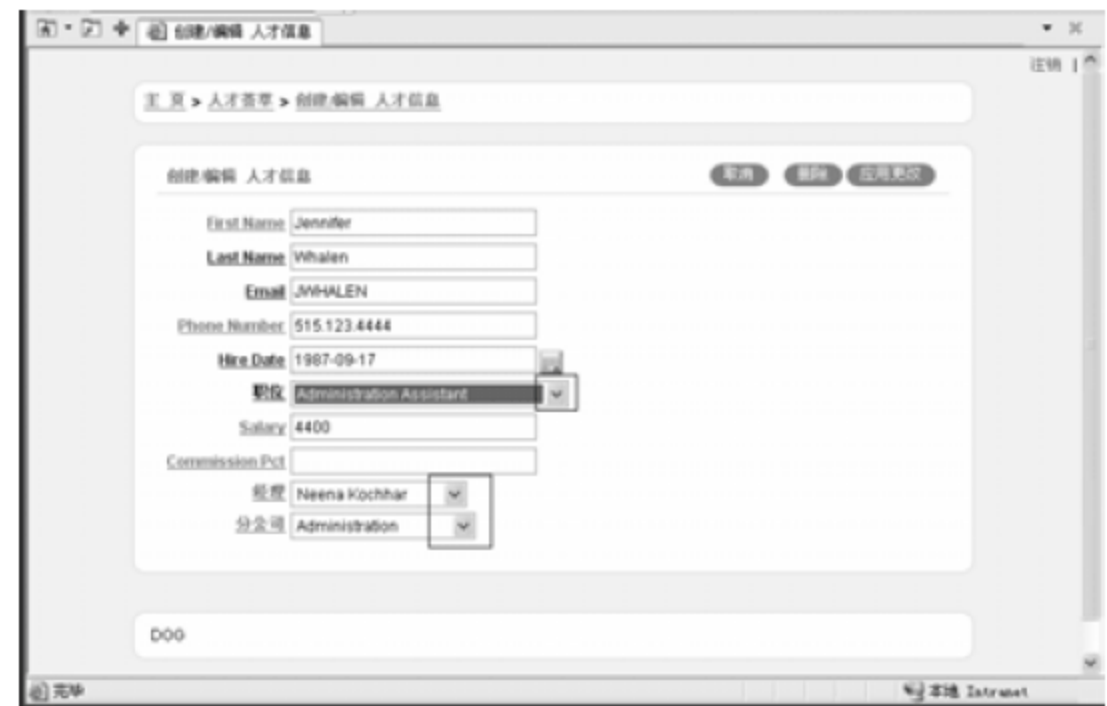 创建/编辑 人才信息
注销 |
主 页 > 人才荟萃 > 创建/编辑 人才信息
创建/编辑 人才信息
取消 删除 应用更改
First Name Jennifer
Last Name Whalen
Email JWHALEN
Phone Number 515.123.4444
Hire Date 1987-09-17
职位 Administration Assistant
Salary 4400
Commission Pct
经理 Neena Kochhar
分公司 Administration
DOG
完毕
本地 Intranet